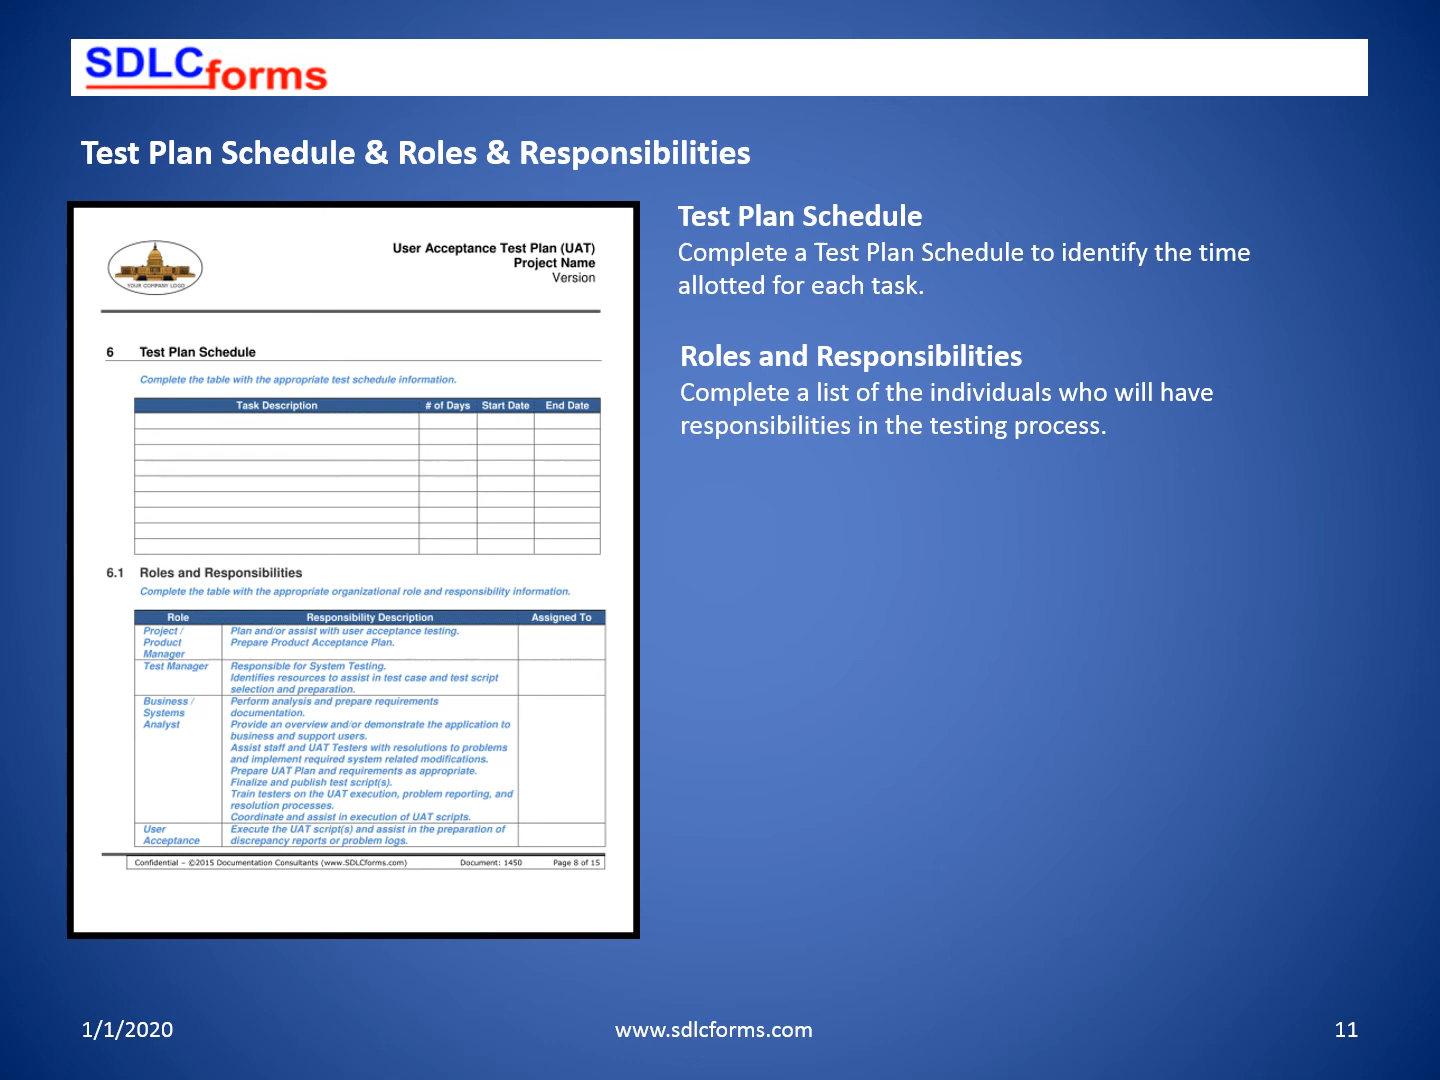 SDLCforms
Test Plan Schedule & Roles & Responsibilities
YOUR COMPANY LOGO
User Acceptance Test Plan (UAT)
Project Name
Version
6 Test Plan Schedule
Complete the table with the appropriate test schedule information.
Task Description # of Days Start Date End Date
6.1 Roles and Responsibilities
Complete the table with the appropriate organizational role and responsibility information.
Role Responsibility Description Assigned To
Project / Plan and/or assist with user acceptance testing.
Product Prepare Product Acceptance Plan.
Manager
Test Manager Responsible for System Testing.
Identifies resources to assist in test case and test script
selection and preparation.
Business / Perform analysis and prepare requirements
Systems documentation.
Analyst Provide an overview and/or demonstrate the application to
business and support users.
Assist staff and UAT Testers with resolutions to problems
and implement required system related modifications.
Prepare UAT Plan and requirements as appropriate.
Finalize and publish test script(s).
Train testers on the UAT execution, problem reporting, and
resolution processes.
Coordinate and assist in execution of UAT scripts.
User Execute the UAT script(s) and assist in the preparation of
Acceptance discrepancy reports or problem logs.
Confidential – ©2015 Documentation Consultants (www.SDLCforms.com) Document: 1450 Page 8 of 15
Test Plan Schedule
Complete a Test Plan Schedule to identify the time
allotted for each task.
Roles and Responsibilities
Complete a list of the individuals who will have
responsibilities in the testing process.
1/1/2020 www.sdlcforms.com 11